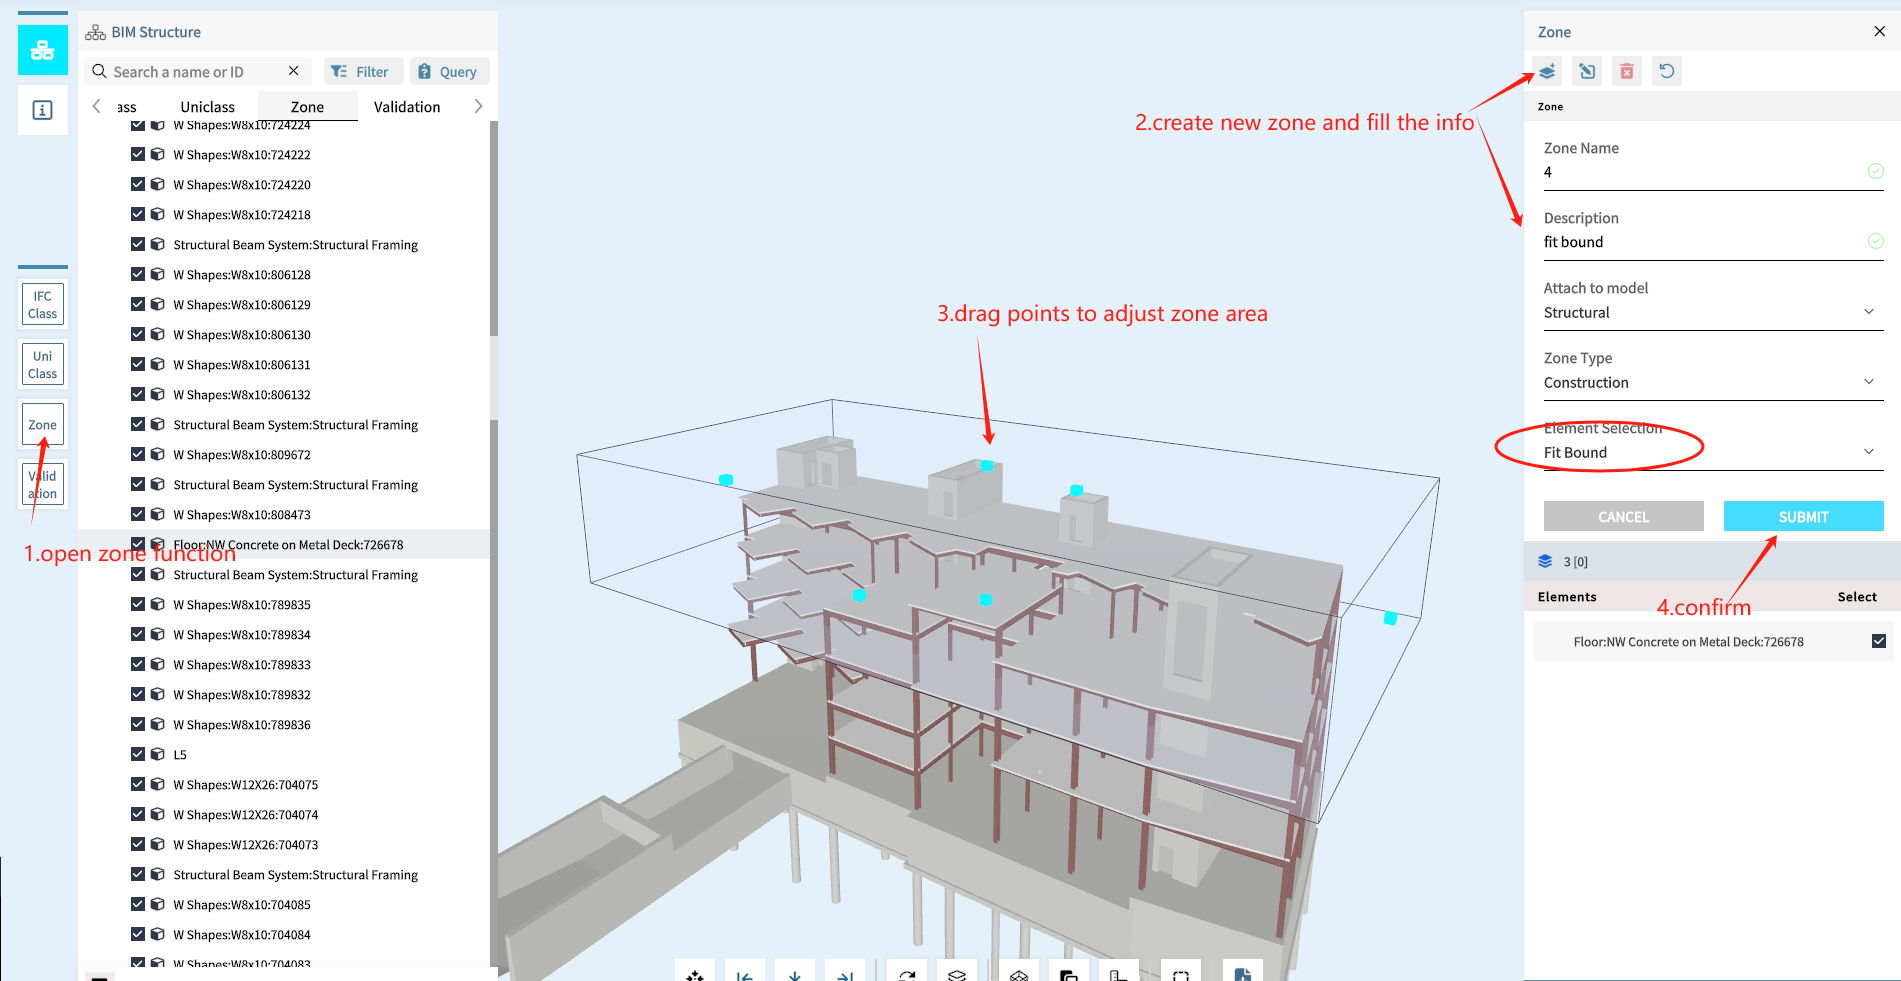 BIM Structure
Search a name or ID
Filter
Query
ass
Uniclass
Zone
Validation
W Shapes:W8x10:724224
W Shapes:W8x10:724222
W Shapes:W8x10:724220
W Shapes:W8x10:724218
Structural Beam System:Structural Framing
W Shapes:W8x10:806128
W Shapes:W8x10:806129
W Shapes:W8x10:806130
W Shapes:W8x10:806131
W Shapes:W8x10:806132
Structural Beam System:Structural Framing
W Shapes:W8x10:809672
Structural Beam System:Structural Framing
W Shapes:W8x10:808473
Floor:NW Concrete on Metal Deck:726678
Structural Beam System:Structural Framing
W Shapes:W8x10:789835
W Shapes:W8x10:789834
W Shapes:W8x10:789833
W Shapes:W8x10:789832
W Shapes:W8x10:789836
L5
W Shapes:W12X26:704075
W Shapes:W12X26:704074
W Shapes:W12X26:704073
Structural Beam System:Structural Framing
W Shapes:W8x10:704085
W Shapes:W8x10:704084
W Shapes:W8x10:704083
IFC
Class
Uni
Class
Zone
Valid
ation
1.open zone function
2.create new zone and fill the info
3.drag points to adjust zone area
4.confirm
Zone
Zone
Zone Name
4
Description
fit bound
Attach to model
Structural
Zone Type
Construction
Element Selection
Fit Bound
CANCEL
SUBMIT
3 [0]
Elements
Select
Floor:NW Concrete on Metal Deck:726678